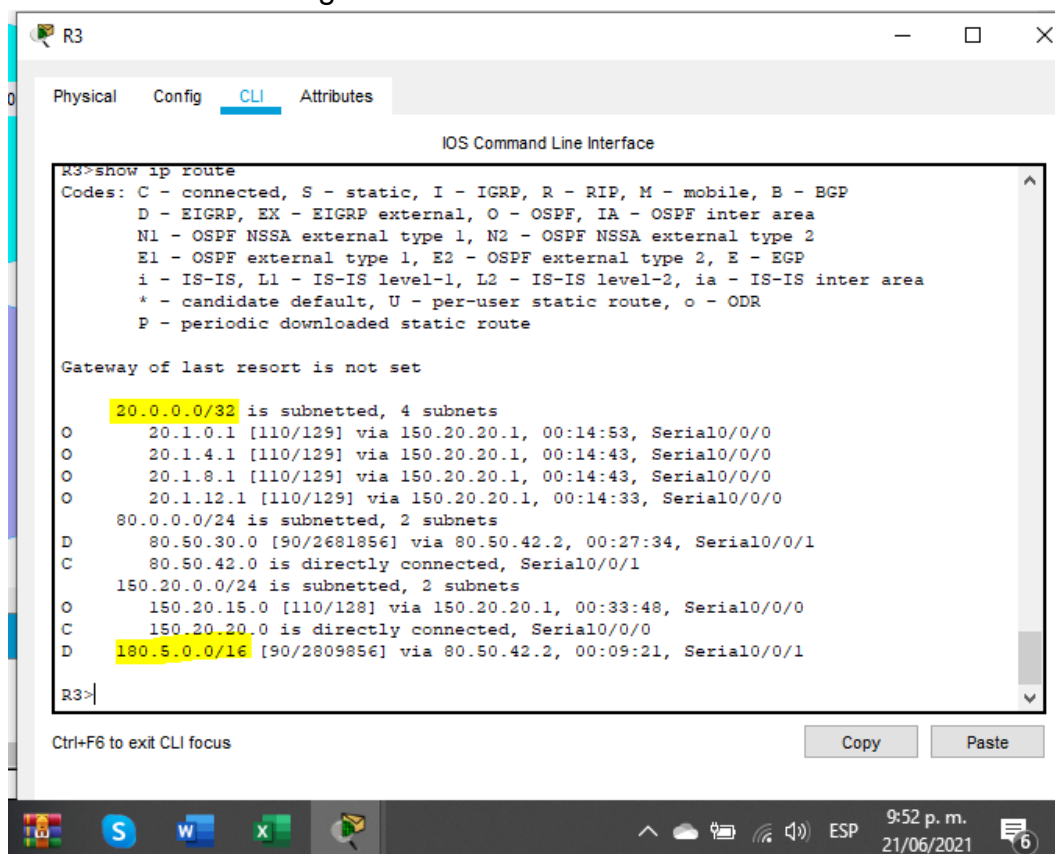 R3
Physical Config CLI Attributes
IOS Command Line Interface
R3>show ip route
Codes: C - connected, S - static, I - IGRP, R - RIP, M - mobile, B - BGP
D - EIGRP, EX - EIGRP external, O - OSPF, IA - OSPF inter area
N1 - OSPF NSSA external type 1, N2 - OSPF NSSA external type 2
E1 - OSPF external type 1, E2 - OSPF external type 2, E - EGP
i - IS-IS, L1 - IS-IS level-1, L2 - IS-IS level-2, ia - IS-IS inter area
* - candidate default, U - per-user static route, o - ODR
P - periodic downloaded static route
Gateway of last resort is not set
20.0.0.0/32 is subnetted, 4 subnets
O 20.1.0.1 [110/129] via 150.20.20.1, 00:14:53, Serial0/0/0
O 20.1.4.1 [110/129] via 150.20.20.1, 00:14:43, Serial0/0/0
O 20.1.8.1 [110/129] via 150.20.20.1, 00:14:43, Serial0/0/0
O 20.1.12.1 [110/129] via 150.20.20.1, 00:14:33, Serial0/0/0
80.0.0.0/24 is subnetted, 2 subnets
D 80.50.30.0 [90/2681856] via 80.50.42.2, 00:27:34, Serial0/0/1
C 80.50.42.0 is directly connected, Serial0/0/1
150.20.0.0/24 is subnetted, 2 subnets
O 150.20.15.0 [110/128] via 150.20.20.1, 00:33:48, Serial0/0/0
C 150.20.20.0 is directly connected, Serial0/0/0
D 180.5.0.0/16 [90/2809856] via 80.50.42.2, 00:09:21, Serial0/0/1
R3>
Ctrl+F6 to exit CLI focus
Copy Paste
ESP
9:52 p. m.
21/06/2021
6